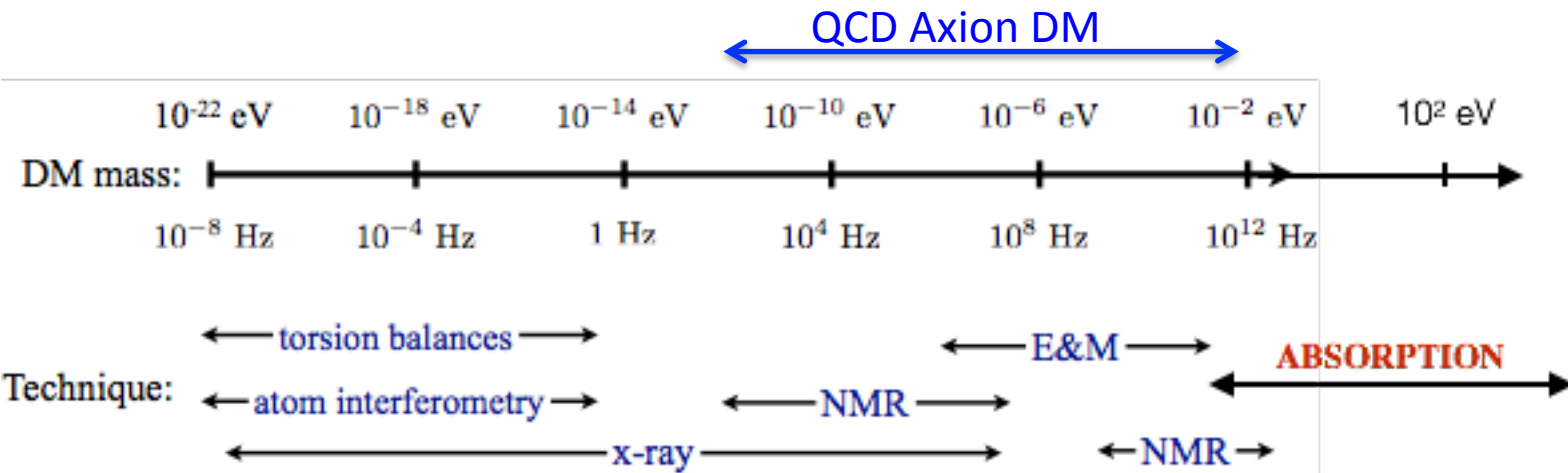 QCD Axion DM
10⁻²² eV 10⁻¹⁸ eV 10⁻¹⁴ eV 10⁻¹⁰ eV 10⁻⁶ eV 10⁻² eV 10² eV
DM mass:
10⁻⁸ Hz 10⁻⁴ Hz 1 Hz 10⁴ Hz 10⁸ Hz 10¹² Hz
torsion balances E&M ABSORPTION
Technique: atom interferometry NMR
x-ray NMR